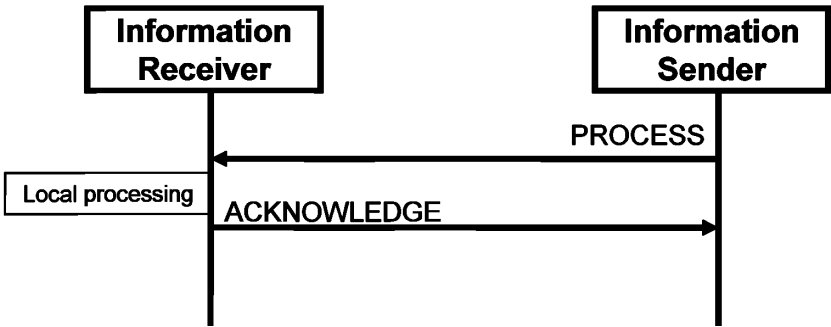 Information
Receiver
Information
Sender
PROCESS
Local processing
ACKNOWLEDGE